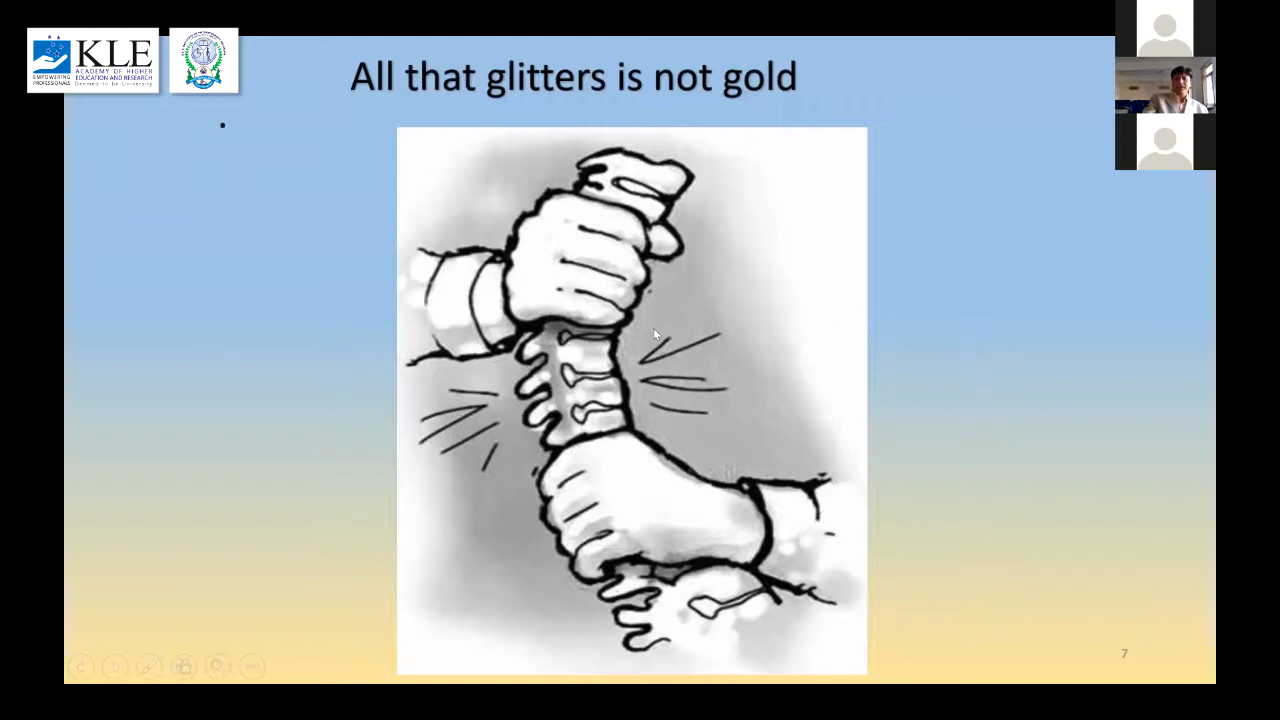 KLE
ACADEMY OF HIGHER
EDUCATION AND RESEARCH
Deemed-to-be-University
EMPOWERING
PROFESSIONALS
All that glitters is not gold
7